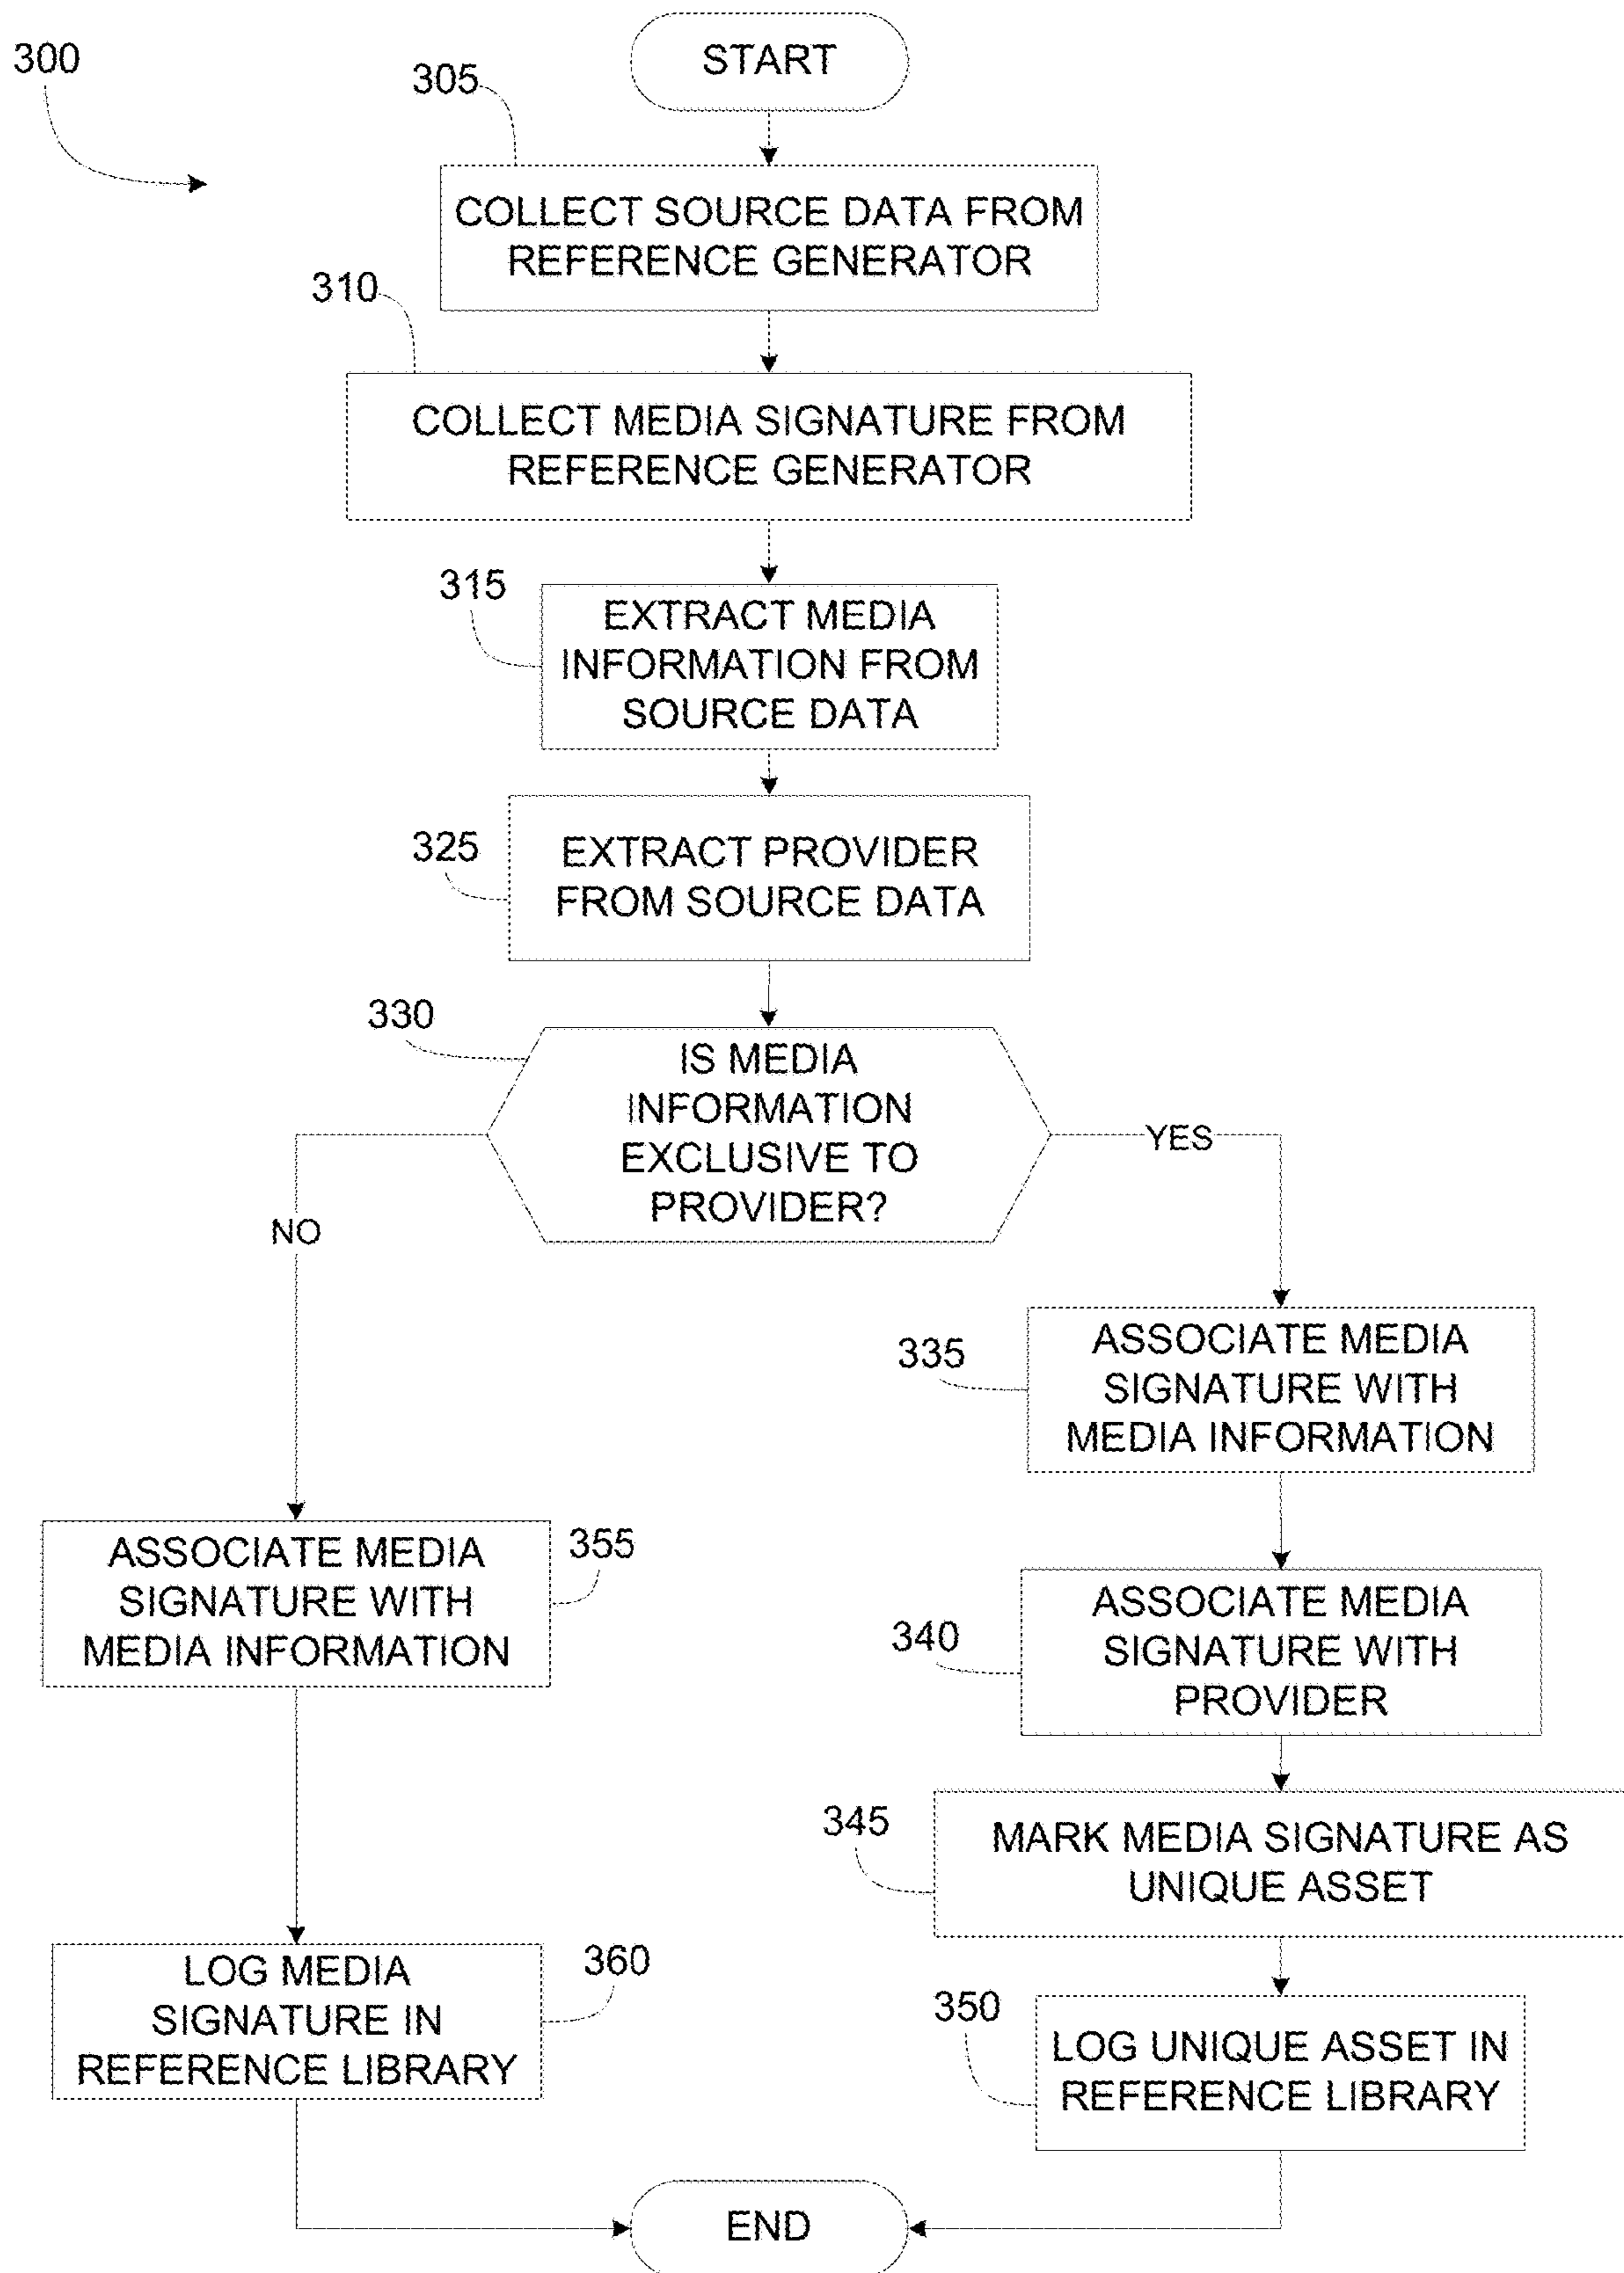 300
START
305
COLLECT SOURCE DATA FROM
REFERENCE GENERATOR
310
COLLECT MEDIA SIGNATURE FROM
REFERENCE GENERATOR
315
EXTRACT MEDIA
INFORMATION FROM
SOURCE DATA
325
EXTRACT PROVIDER
FROM SOURCE DATA
330
IS MEDIA
INFORMATION
EXCLUSIVE TO
PROVIDER?
YES
NO
335
ASSOCIATE MEDIA
SIGNATURE WITH
MEDIA INFORMATION
355
ASSOCIATE MEDIA
SIGNATURE WITH
MEDIA INFORMATION
340
ASSOCIATE MEDIA
SIGNATURE WITH
PROVIDER
345
MARK MEDIA SIGNATURE AS
UNIQUE ASSET
360
LOG MEDIA
SIGNATURE IN
REFERENCE LIBRARY
350
LOG UNIQUE ASSET IN
REFERENCE LIBRARY
END